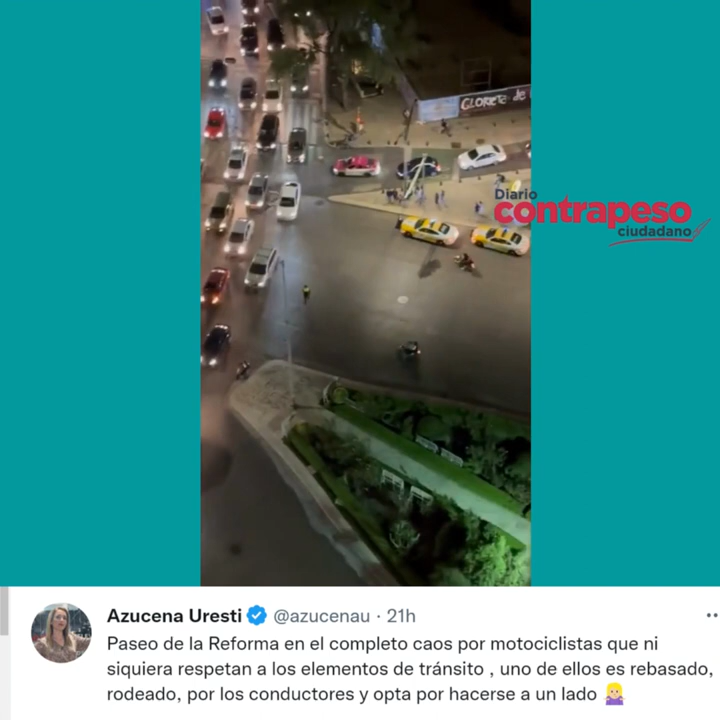 GLORIETA de
Diario
contrapeso
ciudadano
Azucena Uresti @azucenau · 21h
Paseo de la Reforma en el completo caos por motociclistas que ni
siquiera respetan a los elementos de tránsito , uno de ellos es rebasado,
rodeado, por los conductores y opta por hacerse a un lado 🤷🏼‍♀️